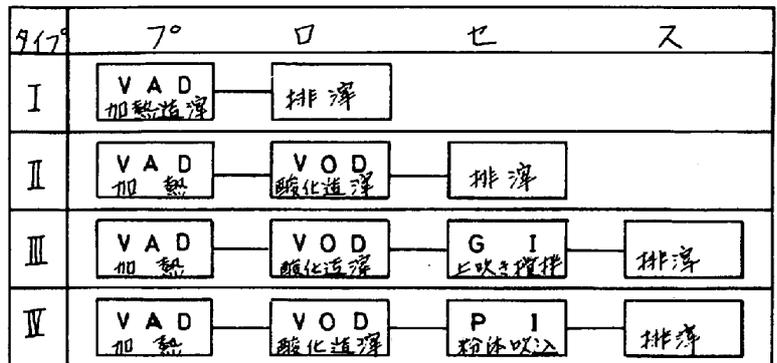 タイプ プロセス
I VAD 加熱造滓 排滓
II VAD 加熱 VOD 酸化造滓 排滓
III VAD 加熱 VOD 酸化造滓 GI 上吹き攪拌 排滓
IV VAD 加熱 VOD 酸化造滓 PI 粉体吹込 排滓